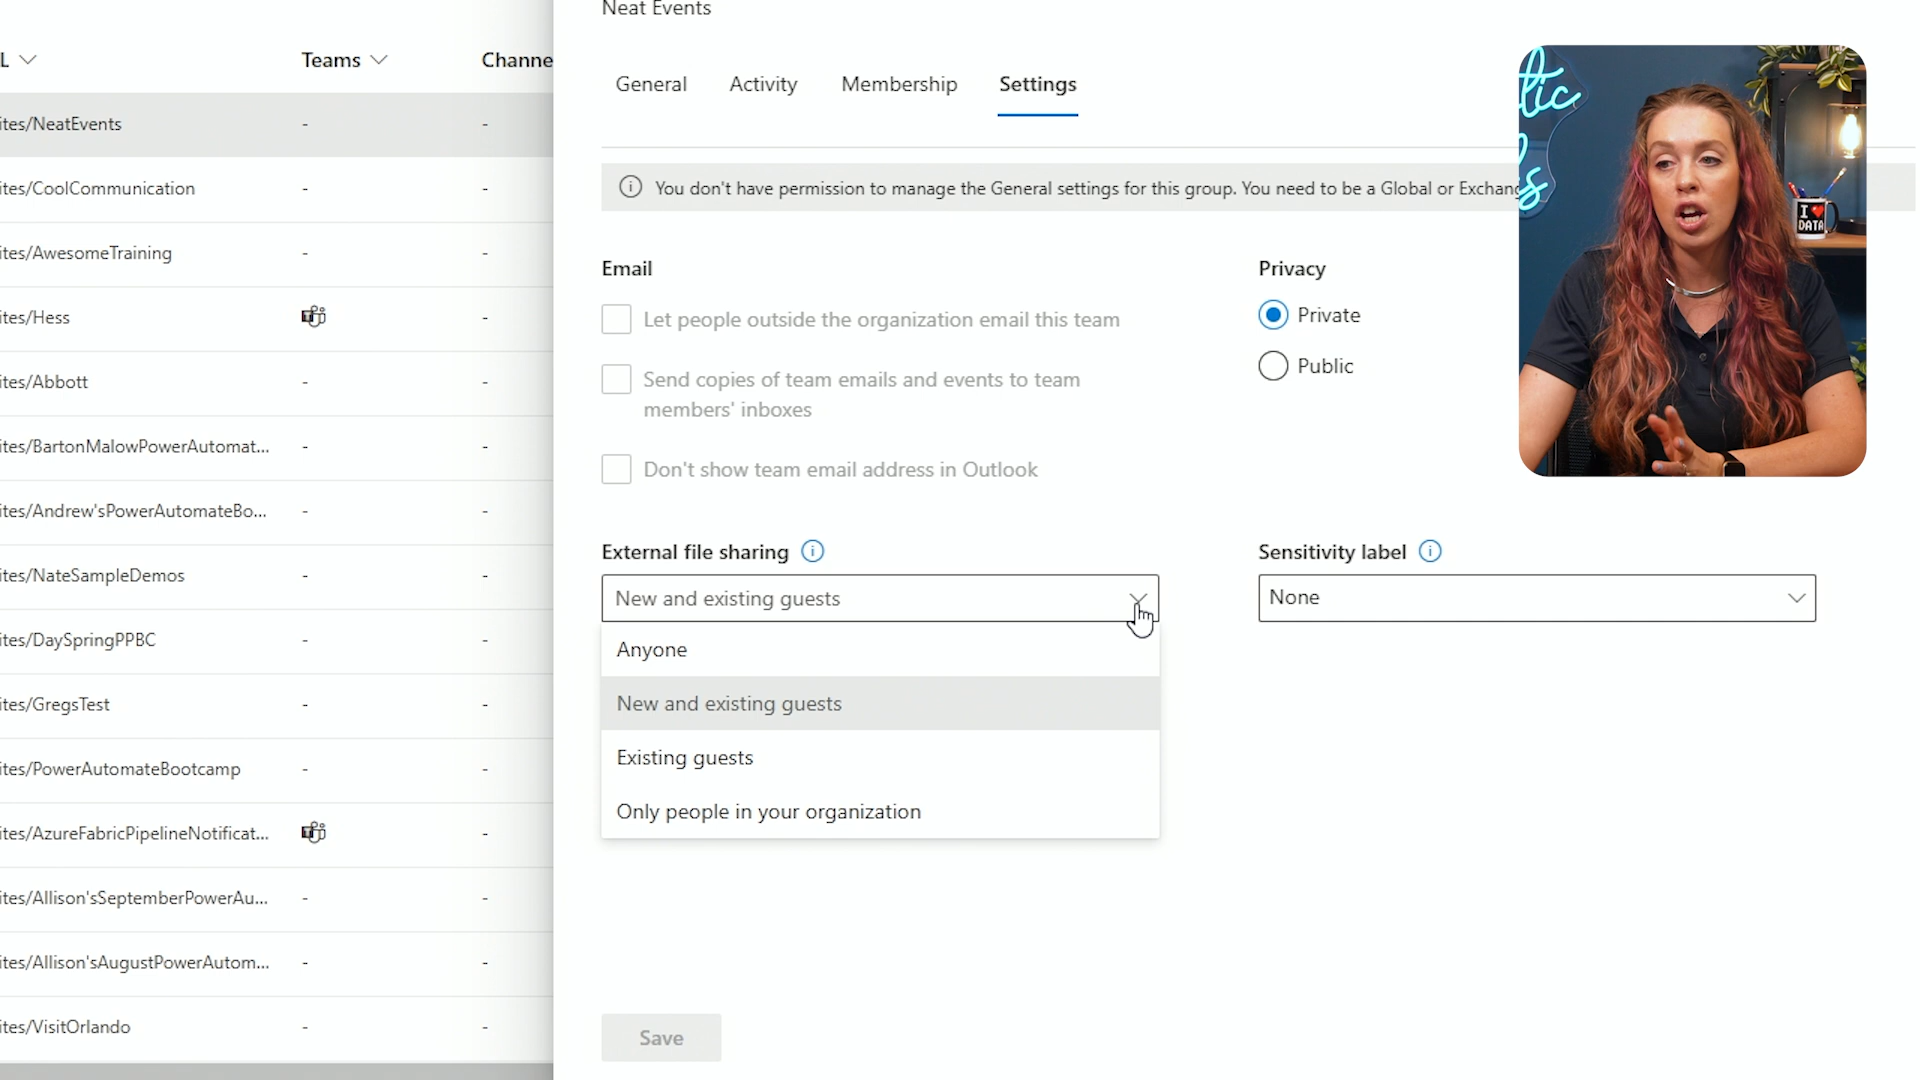 Neat Events
L
Teams
Channe
General
Activity
Membership
Settings
ites/NeatEvents
-
-
You don't have permission to manage the General settings for this group. You need to be a Global or Exchang
ites/CoolCommunication
-
-
ites/AwesomeTraining
-
-
ites/Hess
-
ites/Abbott
-
-
ites/BartonMalowPowerAutomat...
-
-
ites/Andrew'sPowerAutomateBo...
-
-
ites/NateSampleDemos
-
-
ites/DaySpringPPBC
-
-
ites/GregsTest
-
-
ites/PowerAutomateBootcamp
-
-
ites/AzureFabricPipelineNotificat...
-
ites/Allison'sSeptemberPowerAu...
-
-
ites/Allison'sAugustPowerAutom...
-
-
ites/VisitOrlando
-
-
Email
Let people outside the organization email this team
Send copies of team emails and events to team
members' inboxes
Don't show team email address in Outlook
Privacy
Private
Public
External file sharing
New and existing guests
Anyone
New and existing guests
Existing guests
Only people in your organization
Sensitivity label
None
Save
tic
s
I ♥
DATA